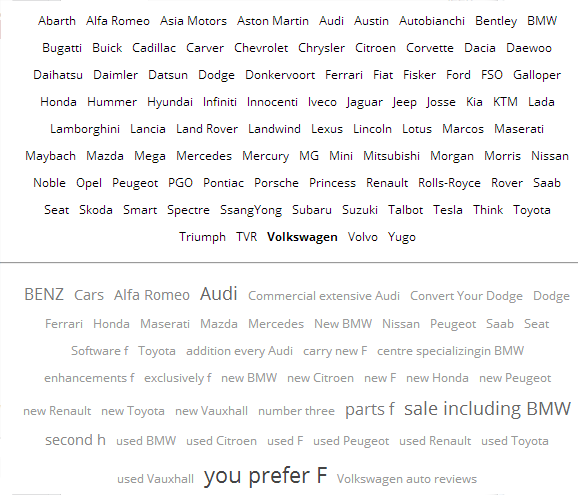 Abarth Alfa Romeo Asia Motors Aston Martin Audi Austin Autobianchi Bentley BMW
Bugatti Buick Cadillac Carver Chevrolet Chrysler Citroen Corvette Dacia Daewoo
Daihatsu Daimler Datsun Dodge Donkervoort Ferrari Fiat Fisker Ford FSO Galloper
Honda Hummer Hyundai Infiniti Innocenti Iveco Jaguar Jeep Josse Kia KTM Lada
Lamborghini Lancia Land Rover Landwind Lexus Lincoln Lotus Marcos Maserati
Maybach Mazda Mega Mercedes Mercury MG Mini Mitsubishi Morgan Morris Nissan
Noble Opel Peugeot PGO Pontiac Porsche Princess Renault Rolls-Royce Rover Saab
Seat Skoda Smart Spectre SsangYong Subaru Suzuki Talbot Tesla Think Toyota
Triumph TVR Volkswagen Volvo Yugo
BENZ Cars Alfa Romeo Audi Commercial extensive Audi Convert Your Dodge Dodge
Ferrari Honda Maserati Mazda Mercedes New BMW Nissan Peugeot Saab Seat
Software f Toyota addition every Audi carry new F centre specializingin BMW
enhancements f exclusively f new BMW new Citroen new F new Honda new Peugeot
new Renault new Toyota new Vauxhall number three parts f sale including BMW
second h used BMW used Citroen used F used Peugeot used Renault used Toyota
used Vauxhall you prefer F Volkswagen auto reviews